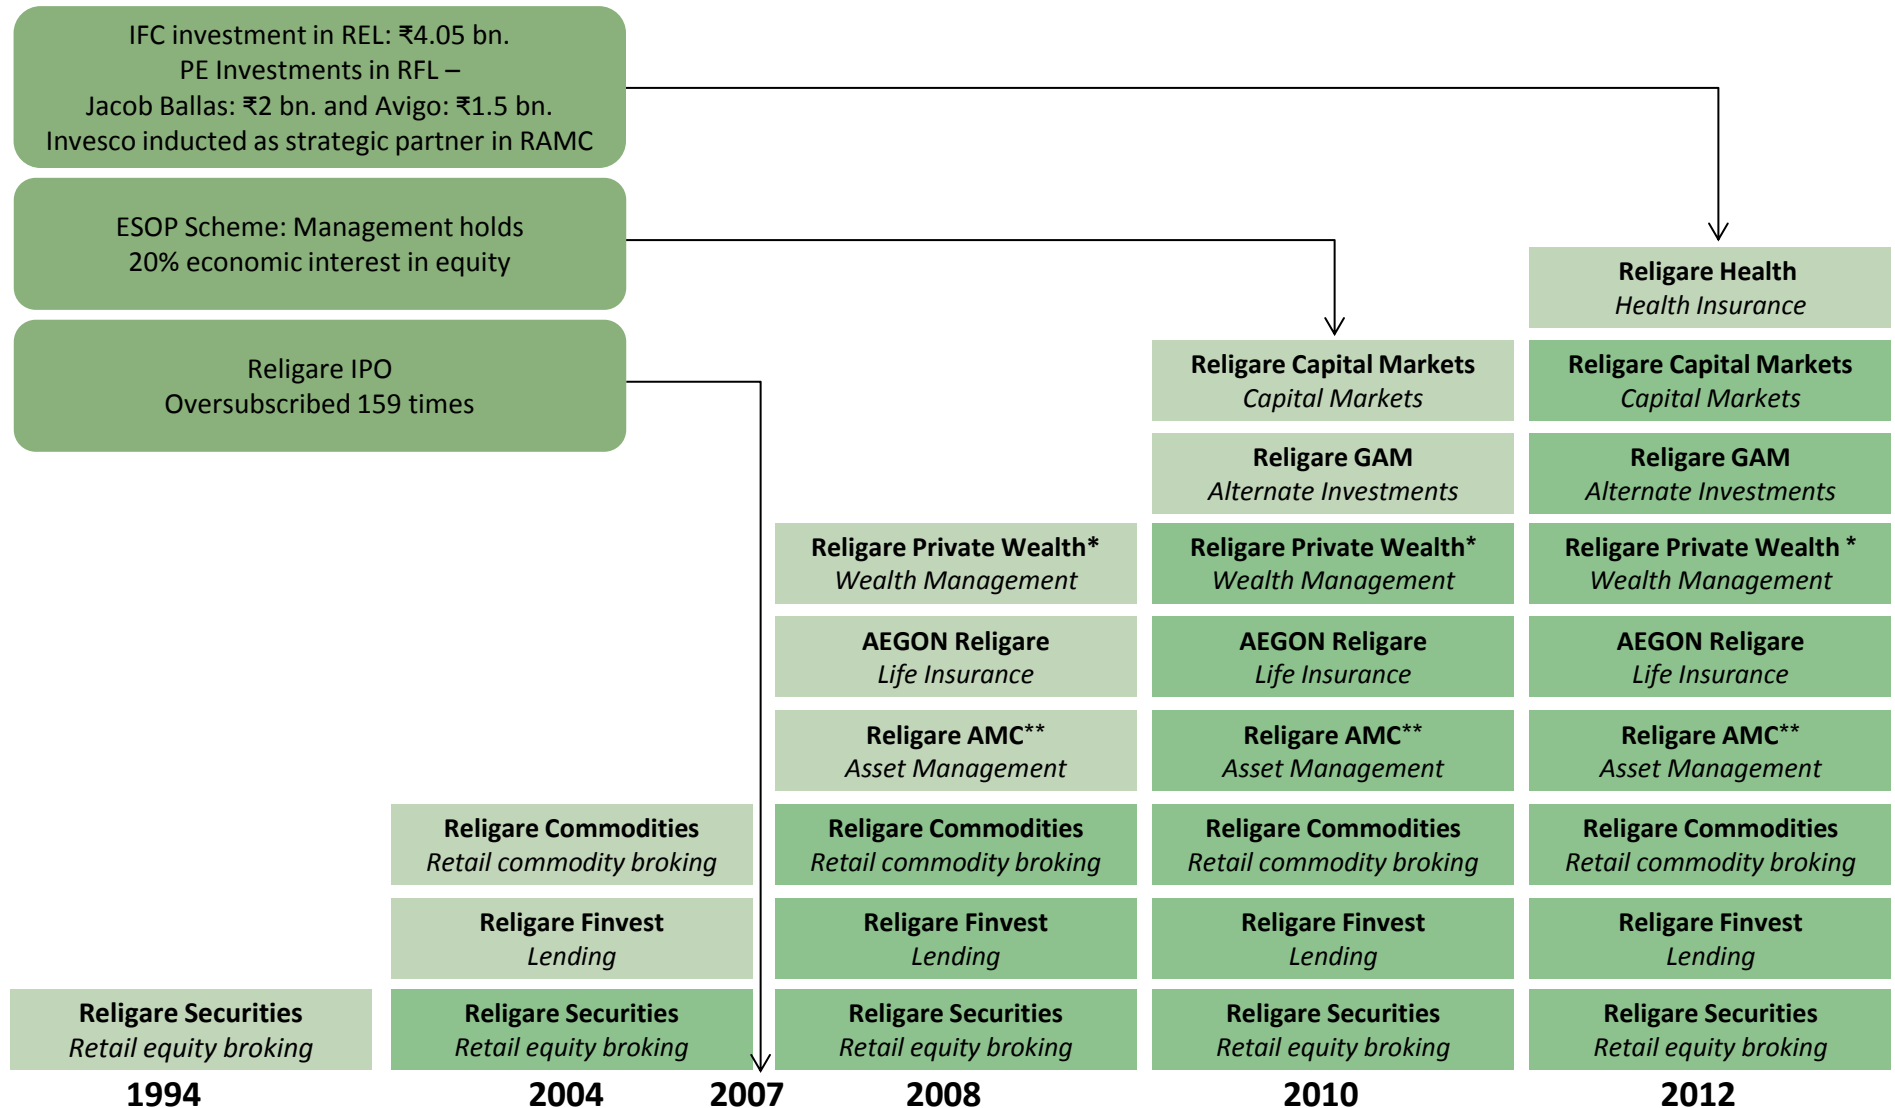 IFC investment in REL: ₹4.05 bn.
PE Investments in RFL –
Jacob Ballas: ₹2 bn. and Avigo: ₹1.5 bn.
Invesco inducted as strategic partner in RAMC
ESOP Scheme: Management holds
20% economic interest in equity
Religare IPO
Oversubscribed 159 times
Religare Health
Health Insurance
Religare Capital Markets
Capital Markets
Religare Capital Markets
Capital Markets
Religare GAM
Alternate Investments
Religare GAM
Alternate Investments
Religare Private Wealth*
Wealth Management
Religare Private Wealth*
Wealth Management
Religare Private Wealth *
Wealth Management
AEGON Religare
Life Insurance
AEGON Religare
Life Insurance
AEGON Religare
Life Insurance
Religare AMC**
Asset Management
Religare AMC**
Asset Management
Religare AMC**
Asset Management
Religare Commodities
Retail commodity broking
Religare Commodities
Retail commodity broking
Religare Commodities
Retail commodity broking
Religare Commodities
Retail commodity broking
Religare Finvest
Lending
Religare Finvest
Lending
Religare Finvest
Lending
Religare Finvest
Lending
Religare Securities
Retail equity broking
Religare Securities
Retail equity broking
Religare Securities
Retail equity broking
Religare Securities
Retail equity broking
Religare Securities
Retail equity broking
1994
2004
2007
2008
2010
2012